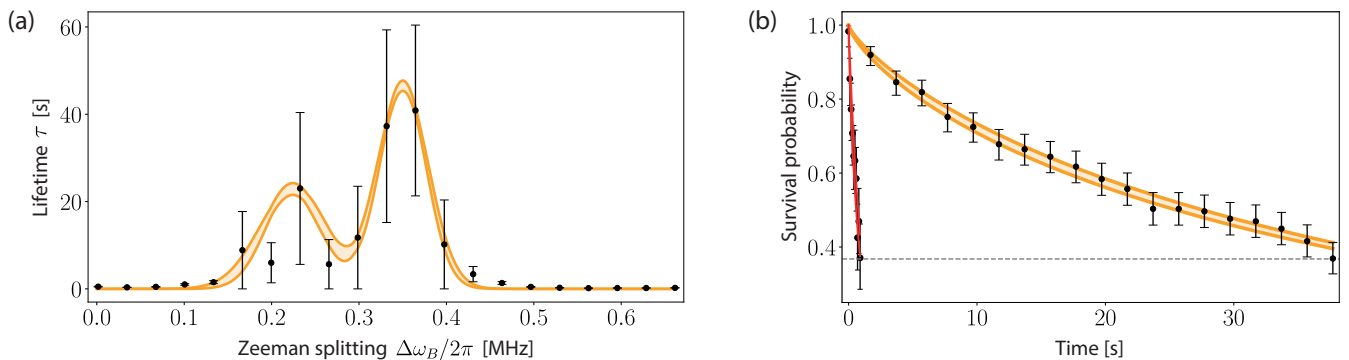 (a)
60
40
20
0
Lifetime τ [s]
0.0 0.1 0.2 0.3 0.4 0.5 0.6
Zeeman splitting Δω_B/2π [MHz]
(b)
1.0
0.8
0.6
0.4
Survival probability
0 10 20 30
Time [s]